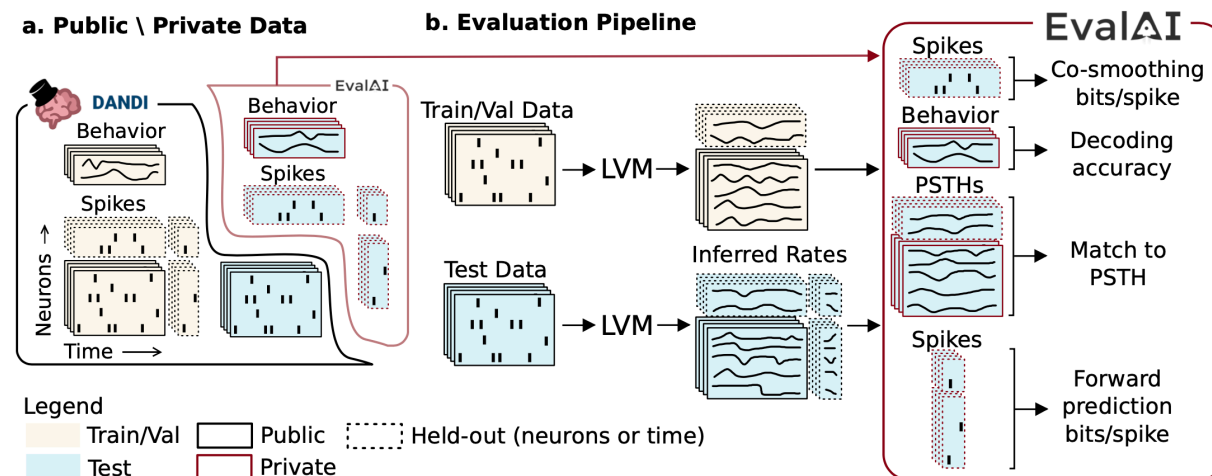 a. Public \ Private Data
DANDI
Behavior
Spikes
Neurons →
Time →
EvalAI
Behavior
Spikes
b. Evaluation Pipeline
Train/Val Data
LVM
Test Data
LVM
Inferred Rates
EvalAI
Spikes
Co-smoothing
bits/spike
Behavior
Decoding
accuracy
PSTHs
Match to
PSTH
Spikes
Forward
prediction
bits/spike
Legend
Train/Val
Public
Held-out (neurons or time)
Test
Private